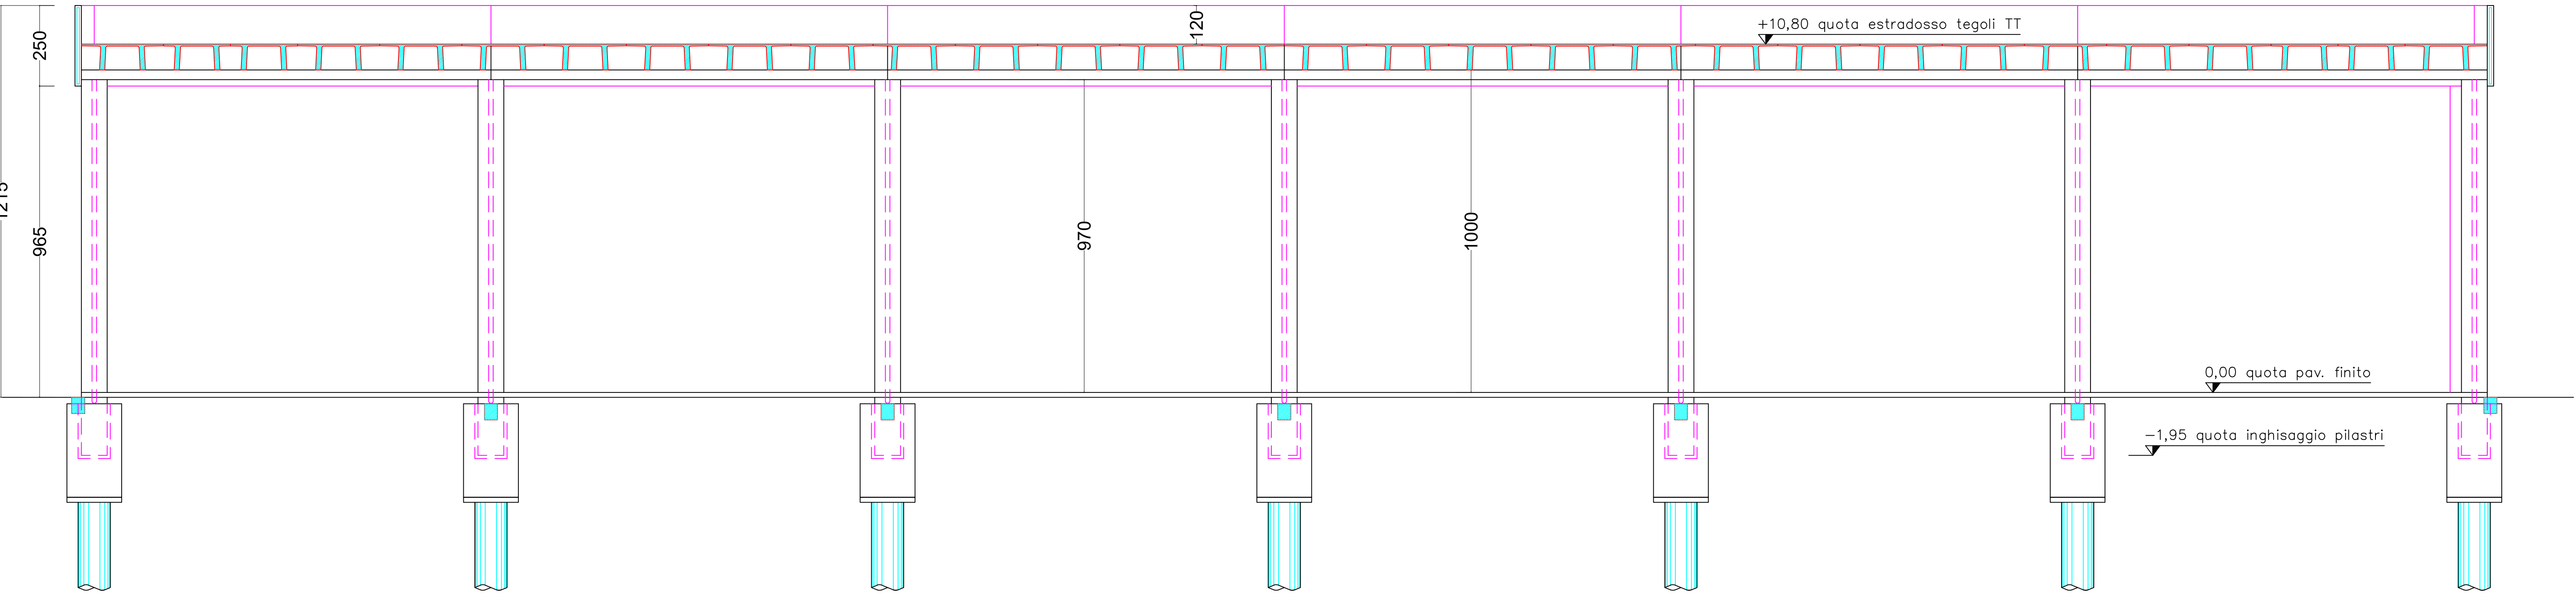 120
+10,80 quota estradosso tegoli TT
250
1215
965
970
1000
0,00 quota pav. finito
-1,95 quota inghisaggio pilastri